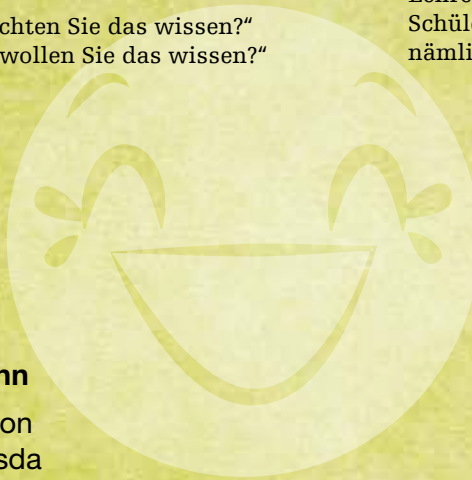 chten Sie das wissen?“
wollen Sie das wissen?“
Schül
nämli
nn
on
sda